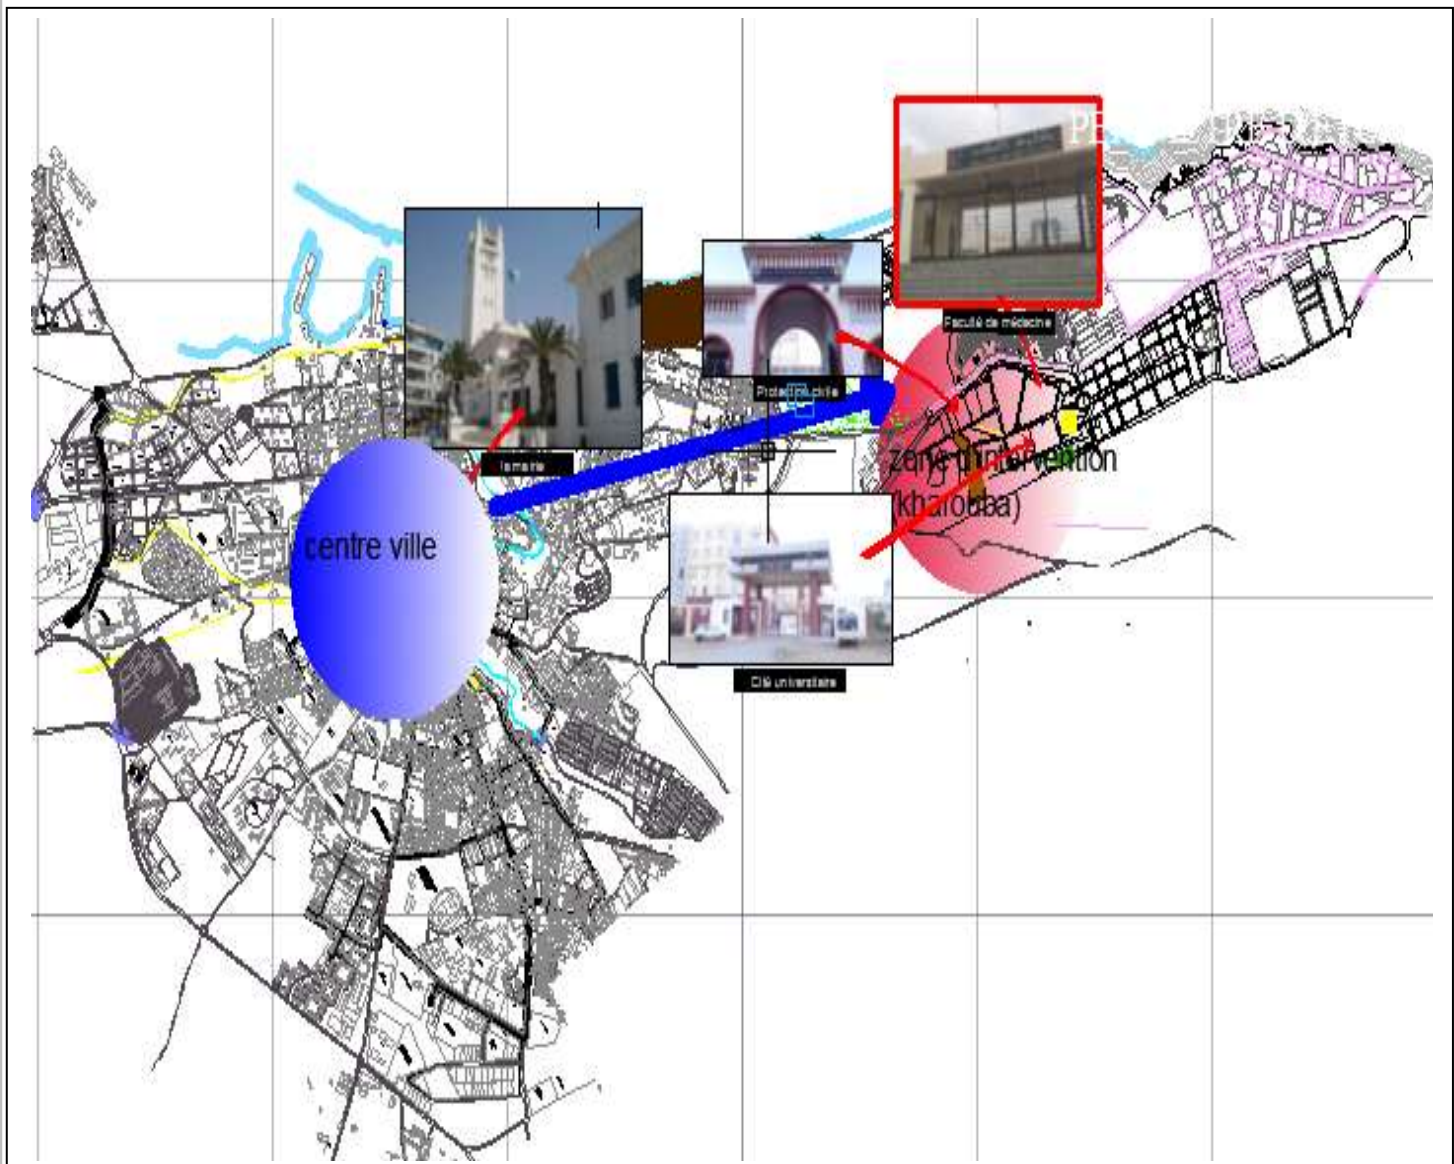 Faculté de médecine
Protection civile
la mairie
zone d'intervention
(kharouba)
centre ville
Cité universitaire